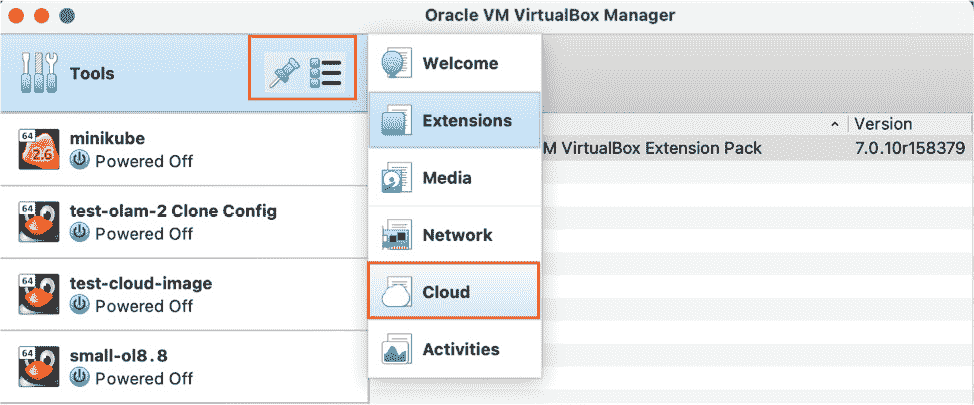 Oracle VM VirtualBox Manager
Tools
Welcome
Extensions
Media
Network
Cloud
Activities
Version
M VirtualBox Extension Pack 7.0.10r158379
64
2.6
minikube
Powered Off
64
test-olam-2 Clone Config
Powered Off
64
test-cloud-image
Powered Off
64
small-ol8.8
Powered Off